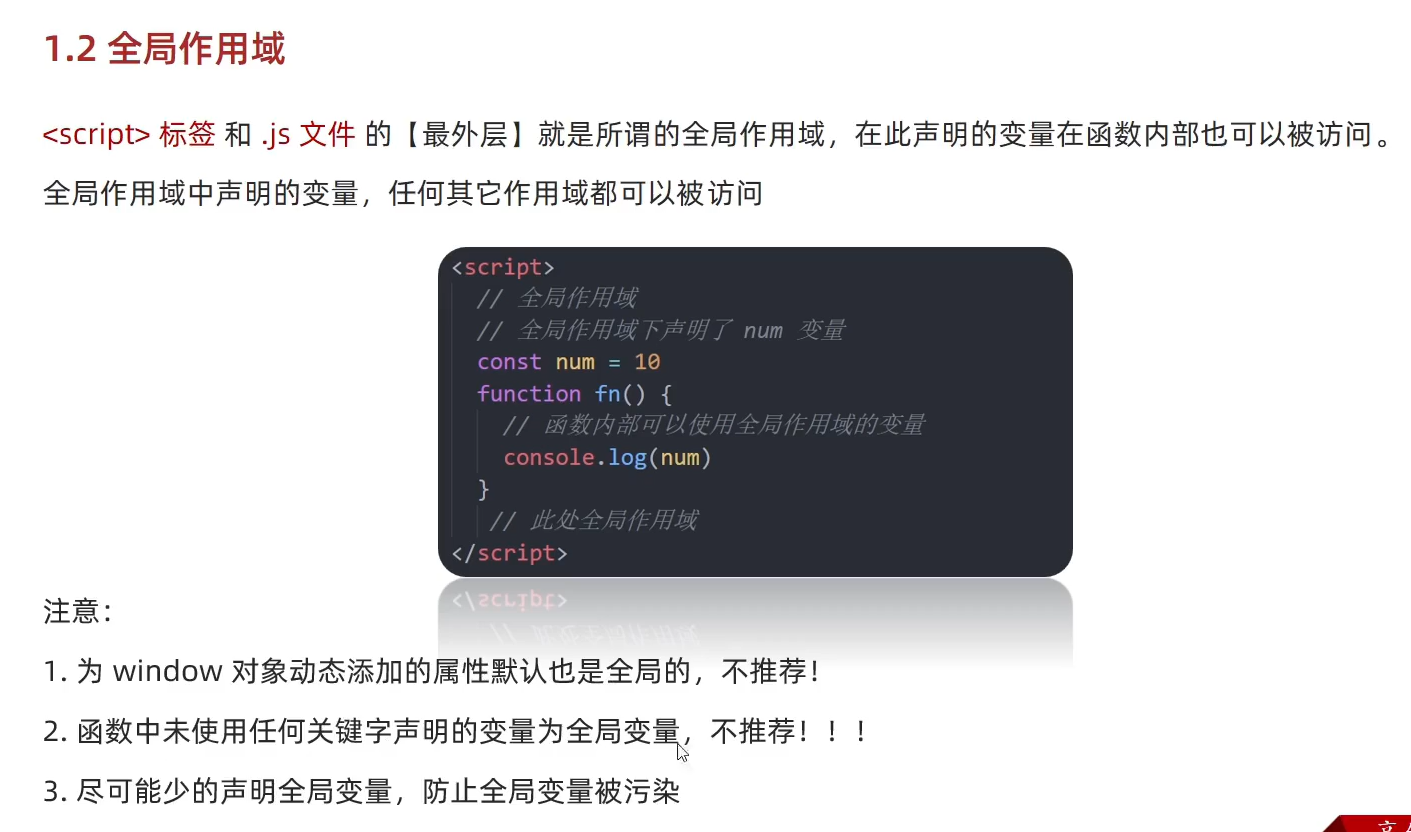 1.2 全局作用域
<script> 标签 和 .js 文件 的【最外层】就是所谓的全局作用域，在此声明的变量在函数内部也可以被访问。
全局作用域中声明的变量，任何其它作用域都可以被访问
<script>
// 全局作用域
// 全局作用域下声明了 num 变量
const num = 10
function fn() {
// 函数内部可以使用全局作用域的变量
console.log(num)
}
// 此处全局作用域
</script>
注意：
1. 为 window 对象动态添加的属性默认也是全局的，不推荐！
2. 函数中未使用任何关键字声明的变量为全局变量，不推荐！！！
3. 尽可能少的声明全局变量，防止全局变量被污染